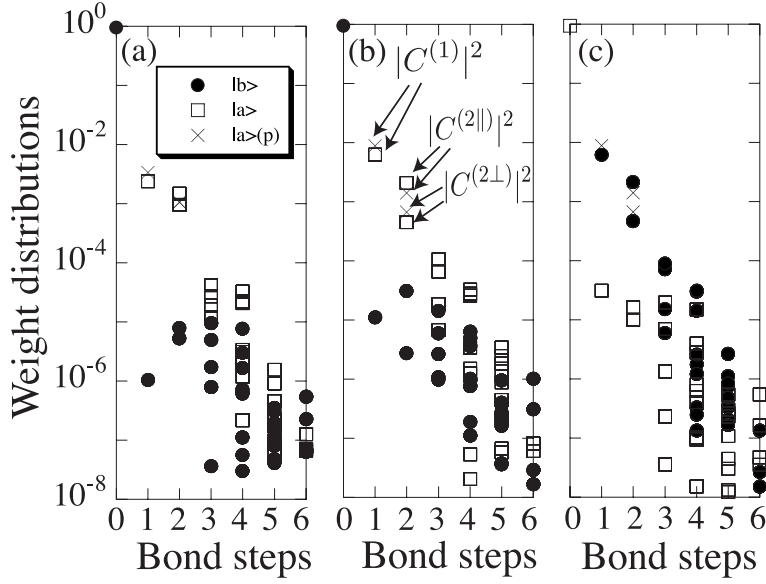 Weight distributions
10^0
10^-2
10^-4
10^-6
10^-8
(a)
|b>
|a>
|a>(p)
0 1 2 3 4 5 6
Bond steps
(b)
|C^(1)|^2
|C^(2∥)|^2
|C^(2⊥)|^2
0 1 2 3 4 5 6
Bond steps
(c)
0 1 2 3 4 5 6
Bond steps